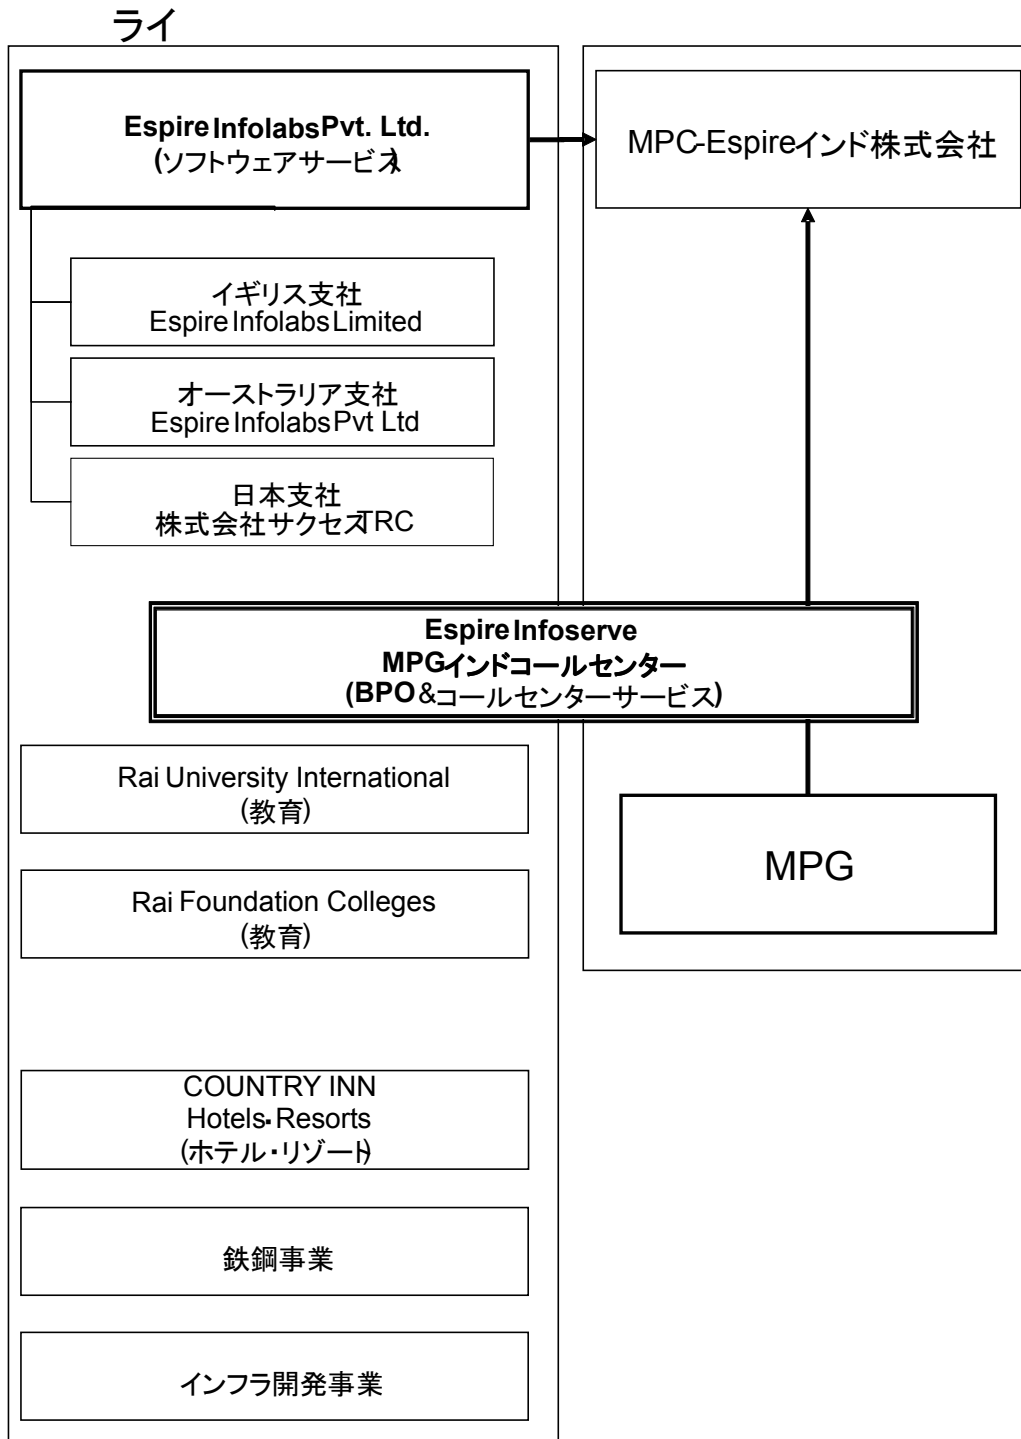 ライ
Espire Infolabs Pvt. Ltd.
(ソフトウェアサービス)
MPC-Espireインド株式会社
イギリス支社
Espire Infolabs Limited
オーストラリア支社
Espire Infolabs Pvt Ltd
日本支社
株式会社サクセスTRC
Espire Infoserve
MPGインドコールセンター
(BPO&コールセンターサービス)
Rai University International
(教育)
MPG
Rai Foundation Colleges
(教育)
COUNTRY INN
Hotels・Resorts
(ホテル・リゾート)
鉄鋼事業
インフラ開発事業